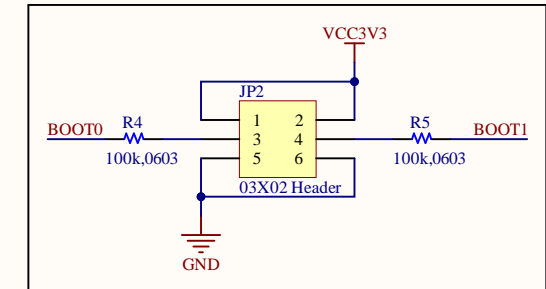 VCC3V3
JP2
BOOT0 R4 1 2 R5 BOOT1
3 4
100k,0603 5 6 100k,0603
03X02 Header
GND